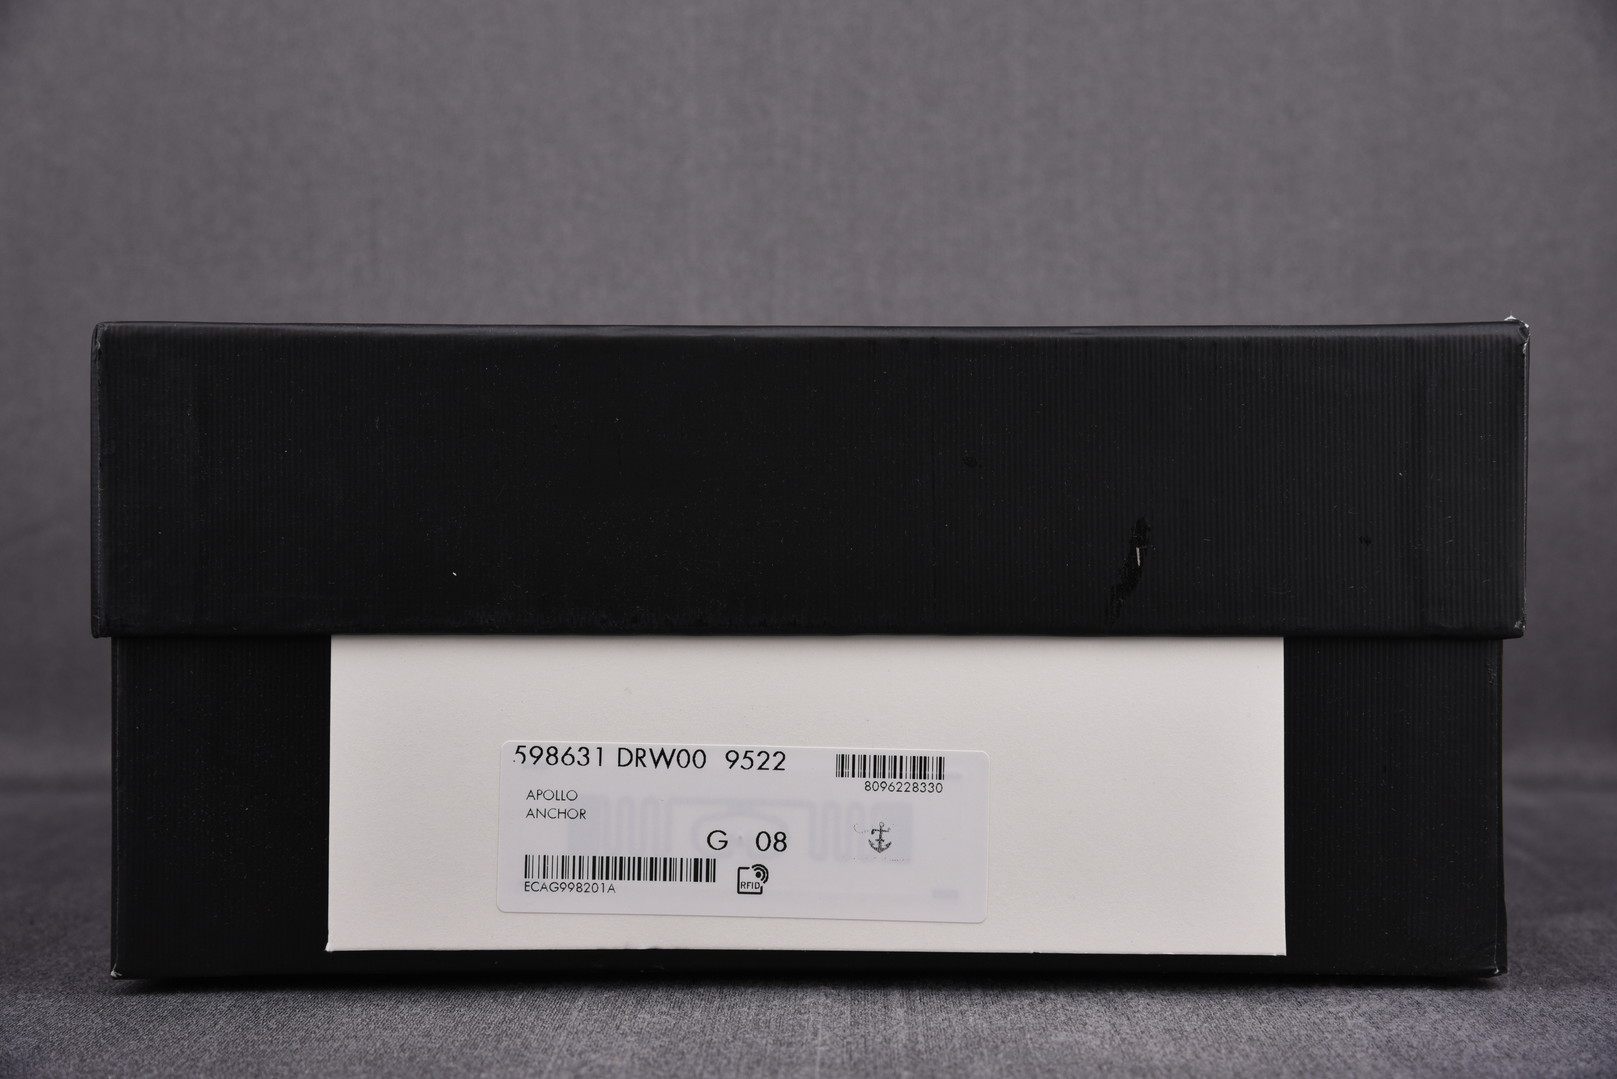 598631 DRW00 9522
8096228330
APOLLO
ANCHOR
G 08
ECAG998201A
RFID